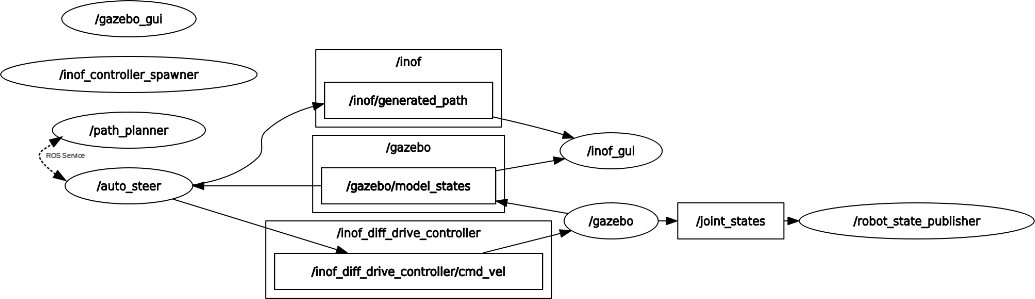 /gazebo_gui
/inof_controller_spawner
/path_planner
ROS Service
/auto_steer
/inof
/inof/generated_path
/gazebo
/gazebo/model_states
/inof_diff_drive_controller
/inof_diff_drive_controller/cmd_vel
/inof_gui
/gazebo
/joint_states
/robot_state_publisher